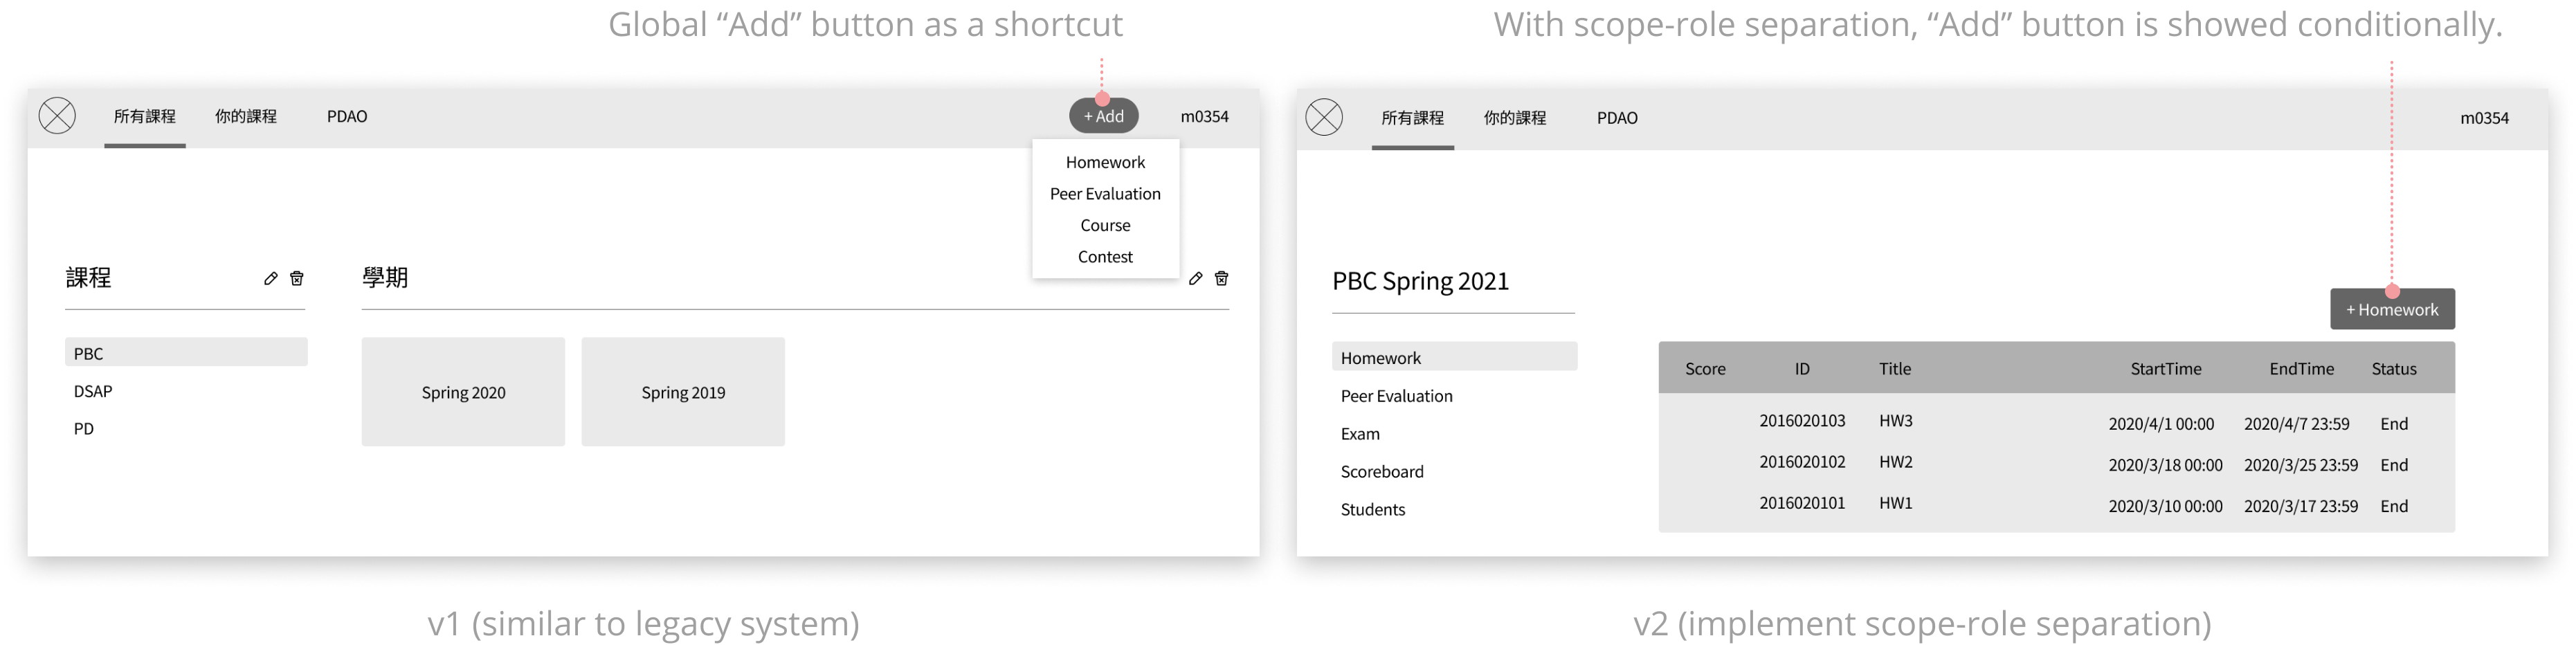 Global “Add” button as a shortcut
所有課程 你的課程 PDAO + Add m0354
Homework
Peer Evaluation
Course
Contest
課程 學期
PBC
DSAP
PD
Spring 2020 Spring 2019
v1 (similar to legacy system)
With scope-role separation, “Add” button is showed conditionally.
所有課程 你的課程 PDAO m0354
PBC Spring 2021
+ Homework
Homework
Peer Evaluation
Exam
Scoreboard
Students
Score ID Title StartTime EndTime Status
2016020103 HW3 2020/4/1 00:00 2020/4/7 23:59 End
2016020102 HW2 2020/3/18 00:00 2020/3/25 23:59 End
2016020101 HW1 2020/3/10 00:00 2020/3/17 23:59 End
v2 (implement scope-role separation)